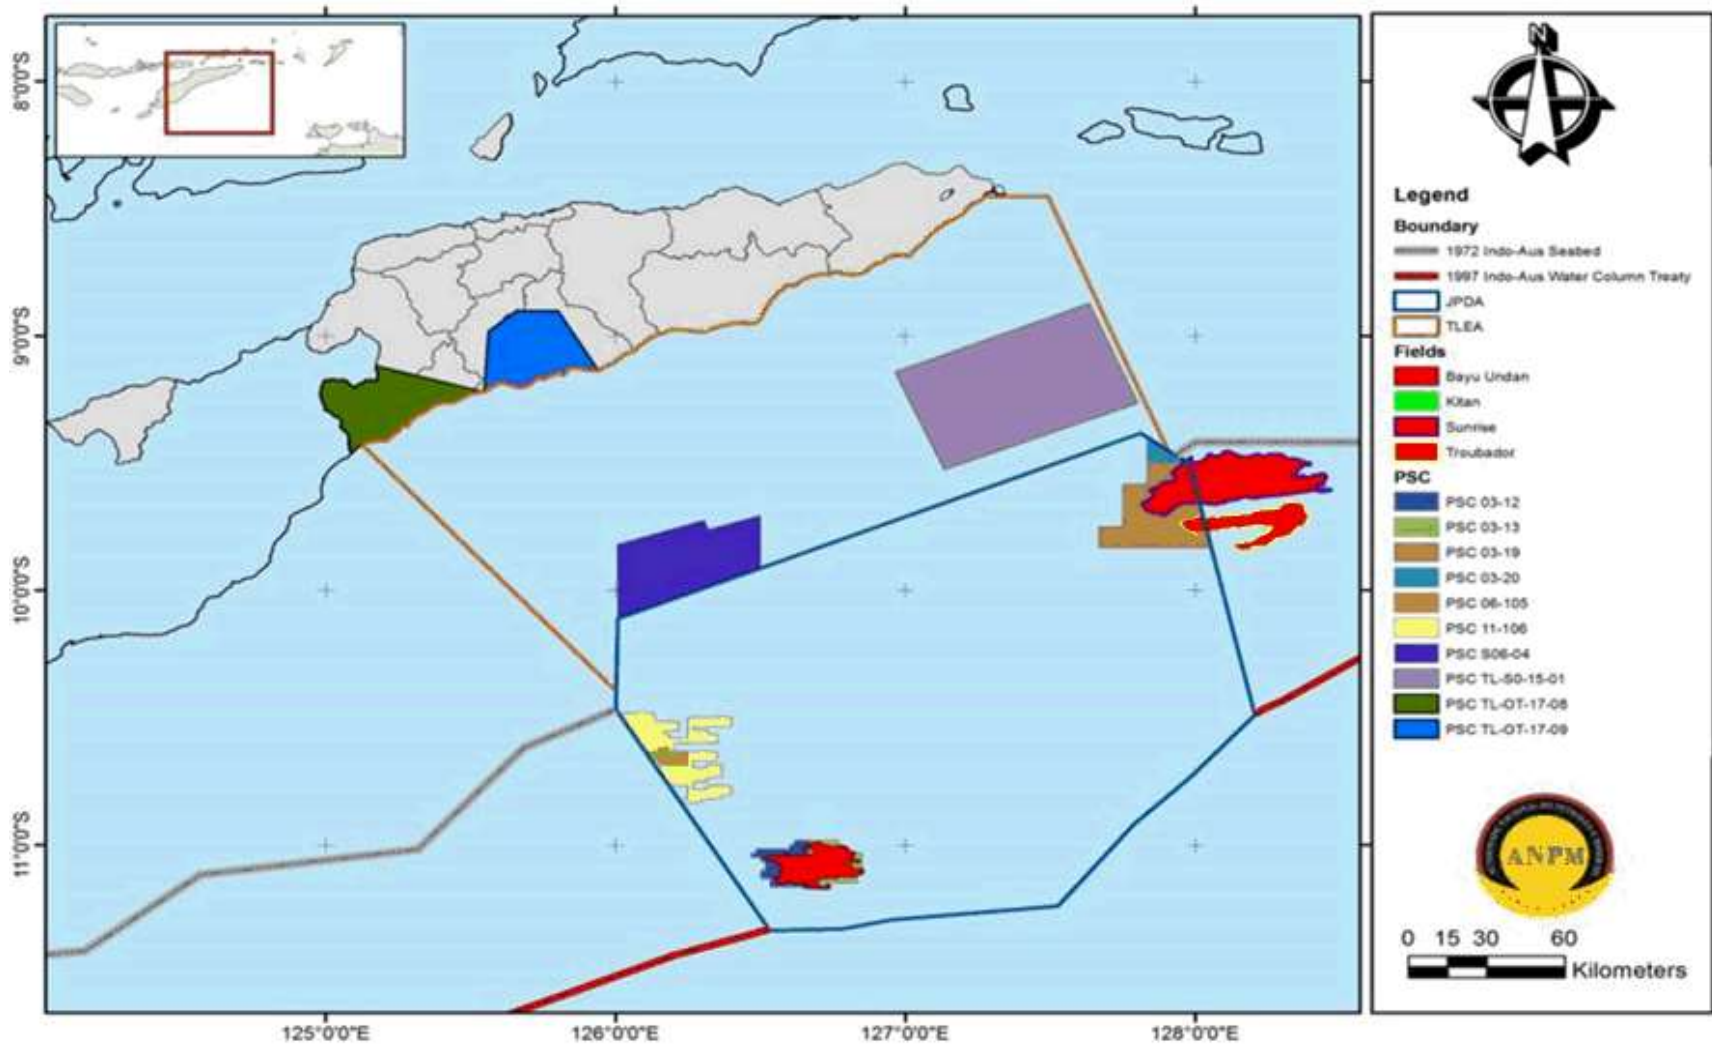 N
8°0'0"S
9°0'0"S
10°0'0"S
11°0'0"S
125°0'0"E
126°0'0"E
127°0'0"E
128°0'0"E
Legend
Boundary
1972 Indo-Aus Seabed
1997 Indo-Aus Water Column Treaty
JPDA
TLEA
Fields
Bayu Undan
Kitan
Sunrise
Troubador
PSC
PSC 03-12
PSC 03-13
PSC 03-19
PSC 03-20
PSC 06-105
PSC 11-106
PSC S06-04
PSC TL-S0-15-01
PSC TL-OT-17-08
PSC TL-OT-17-09
ANPM
0 15 30 60
Kilometers